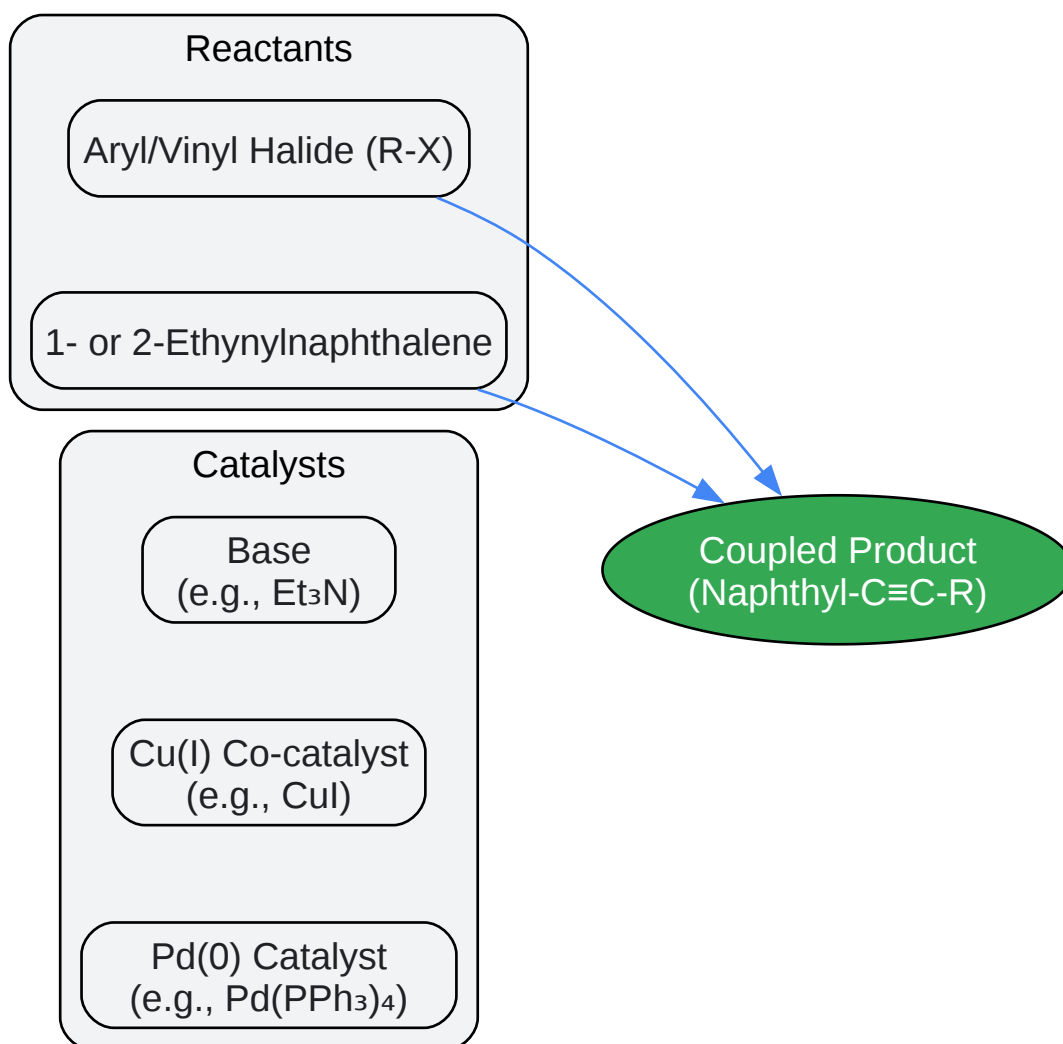 Reactants
Aryl/Vinyl Halide (R-X)
1- or 2-Ethynylnaphthalene
Catalysts
Base
(e.g., Et₃N)
Cu(I) Co-catalyst
(e.g., CuI)
Pd(0) Catalyst
(e.g., Pd(PPh₃)₄)
Coupled Product
(Naphthyl-C≡C-R)